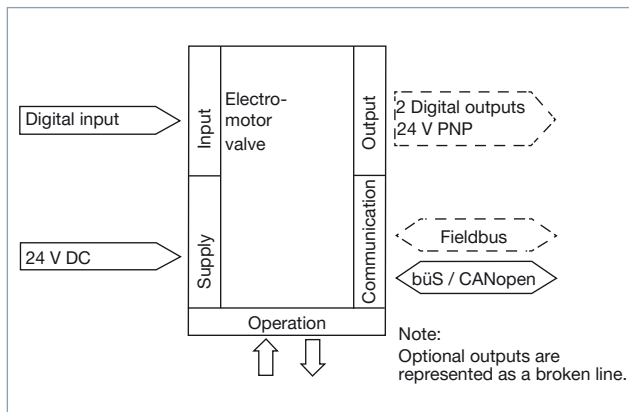 Digital input
Input
Electro-
motor
valve
Output
2 Digital outputs
24 V PNP
24 V DC
Supply
Communication
Fieldbus
büS / CANopen
Operation
Note:
Optional outputs are
represented as a broken line.